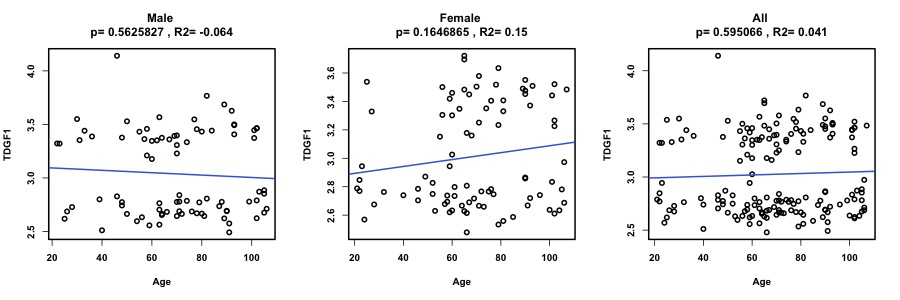 Male
p= 0.5625827 , R2= -0.064
TDGF1
4.0
3.5
3.0
2.5
20 40 60 80 100
Age
Female
p= 0.1646865 , R2= 0.15
TDGF1
3.6
3.4
3.2
3.0
2.8
2.6
20 40 60 80 100
Age
All
p= 0.595066 , R2= 0.041
TDGF1
4.0
3.5
3.0
2.5
20 40 60 80 100
Age